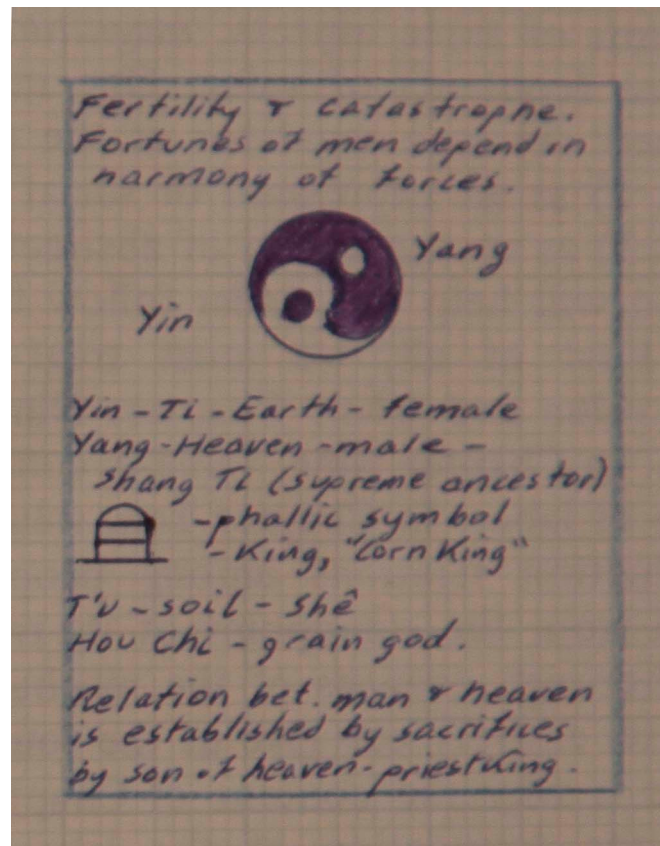 Fertility & catastrophe.
Fortunes of men depend in
harmony of forces.
Yang
Yin
Yin - Ti - Earth - female
Yang - Heaven - male -
Shang Ti (supreme ancestor)
- phallic symbol
- King, "Corn King"
T'u - soil - Shê
Hou Chi - grain god.
Relation bet. man & heaven
is established by sacrifices
by son of heaven - priestking.